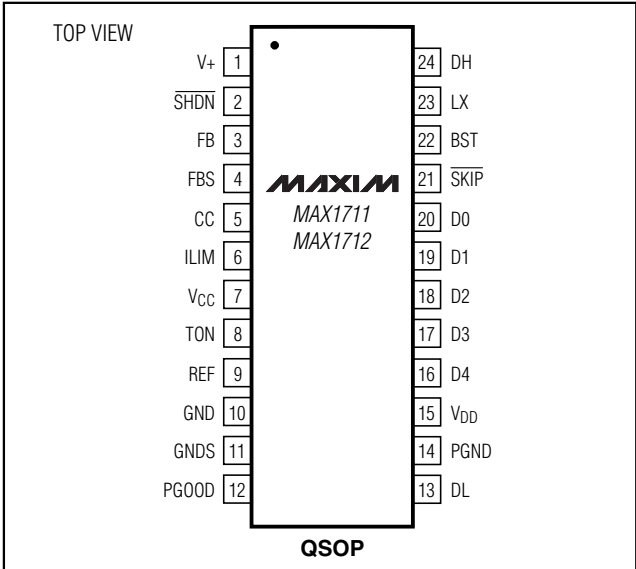 TOP VIEW
V+ 1
SHDN 2
FB 3
FBS 4
CC 5
ILIM 6
VCC 7
TON 8
REF 9
GND 10
GNDS 11
PGOOD 12
MAXIM
MAX1711
MAX1712
24 DH
23 LX
22 BST
21 SKIP
20 D0
19 D1
18 D2
17 D3
16 D4
15 VDD
14 PGND
13 DL
QSOP